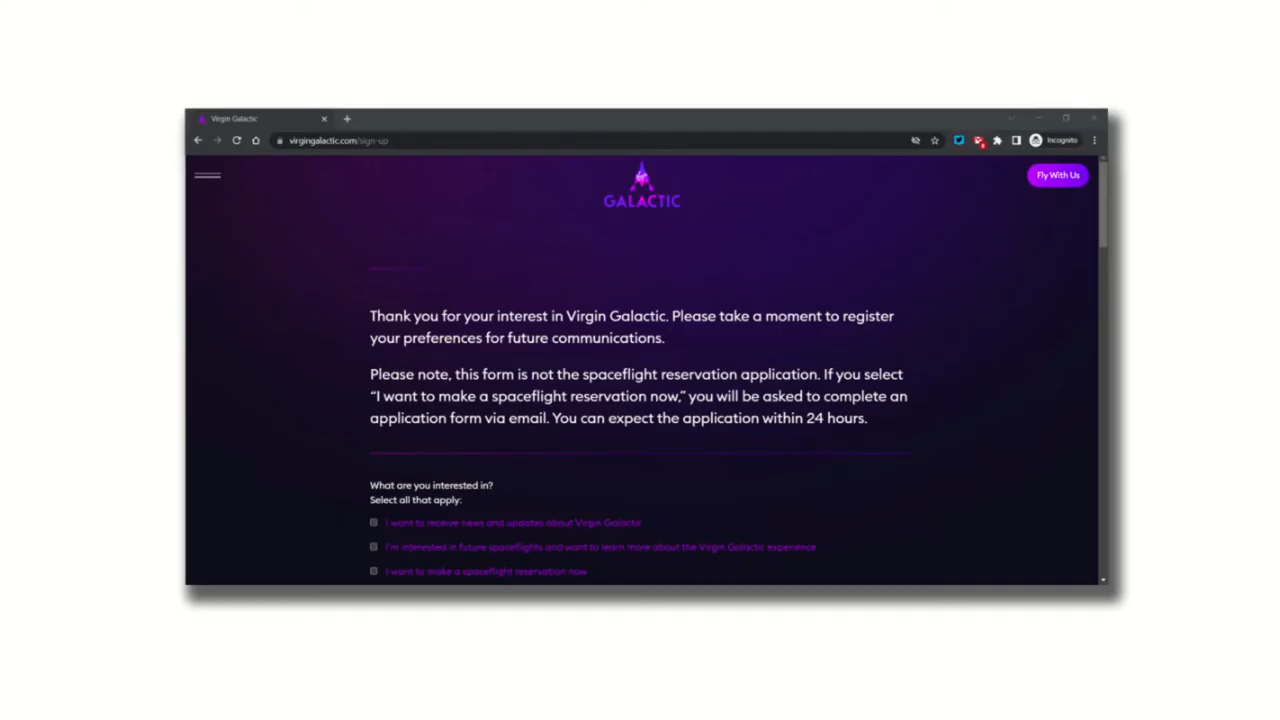 Virgin Galactic
virgingalactic.com/sign-up
Incognito
GALACTIC
Fly With Us
Thank you for your interest in Virgin Galactic. Please take a moment to register
your preferences for future communications.
Please note, this form is not the spaceflight reservation application. If you select
“I want to make a spaceflight reservation now,” you will be asked to complete an
application form via email. You can expect the application within 24 hours.
What are you interested in?
Select all that apply:
I want to receive news and updates about Virgin Galactic
I'm interested in future spaceflights and want to learn more about the Virgin Galactic experience
I want to make a spaceflight reservation now